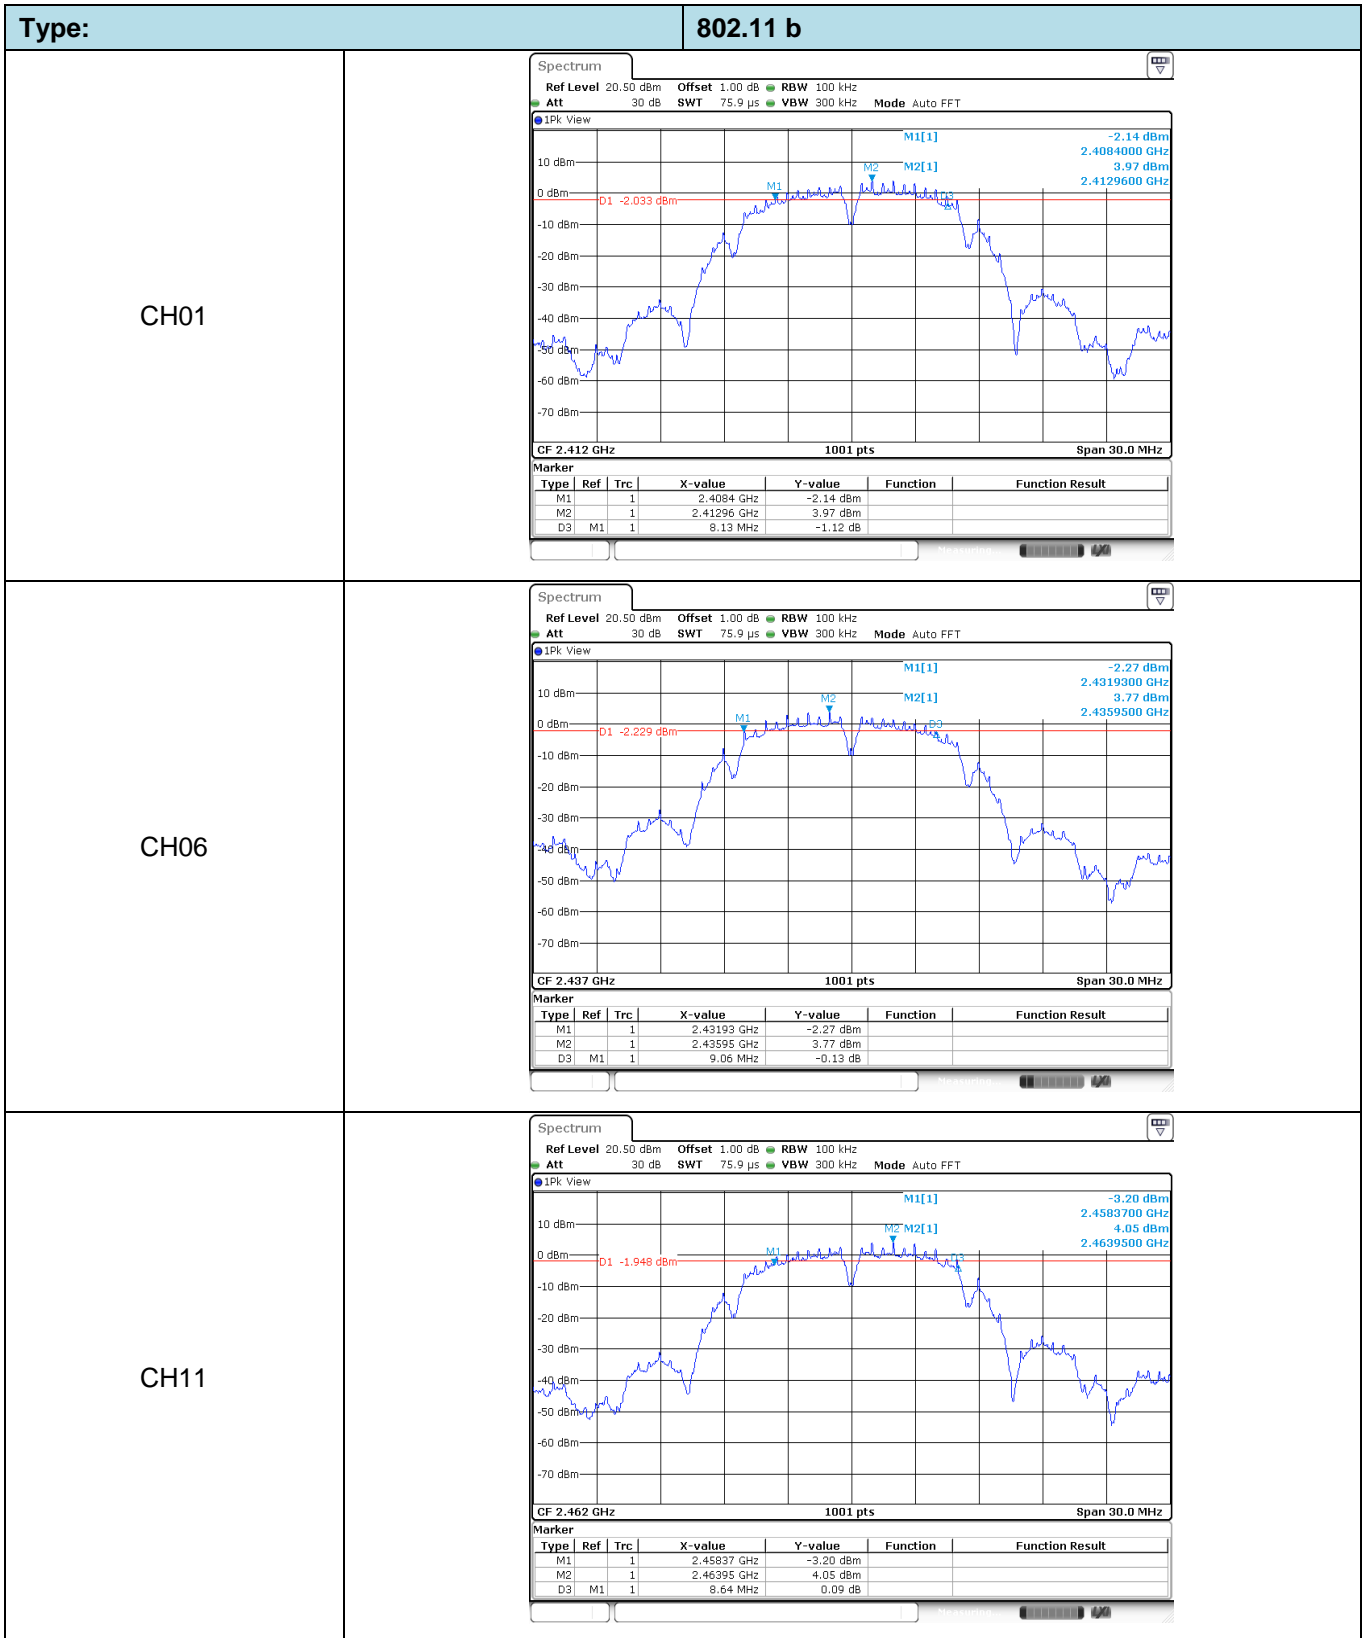 Type: 802.11 b
CH01
Spectrum
Ref Level 20.50 dBm Offset 1.00 dB RBW 100 kHz
Att 30 dB SWT 75.9 µs VBW 300 kHz Mode Auto FFT
1Pk View
M1[1] -2.14 dBm
2.4084000 GHz
10 dBm M2 M2[1] 3.97 dBm
M1 2.4129600 GHz
0 dBm
D1 -2.033 dBm D3
-10 dBm
-20 dBm
-30 dBm
-40 dBm
-50 dBm
-60 dBm
-70 dBm
CF 2.412 GHz 1001 pts Span 30.0 MHz
Marker
Type Ref Trc X-value Y-value Function Function Result
M1 1 2.4084 GHz -2.14 dBm
M2 1 2.41296 GHz 3.97 dBm
D3 M1 1 8.13 MHz -1.12 dB
Measuring LXI
CH06
Spectrum
Ref Level 20.50 dBm Offset 1.00 dB RBW 100 kHz
Att 30 dB SWT 75.9 µs VBW 300 kHz Mode Auto FFT
1Pk View
M1[1] -2.27 dBm
2.4319300 GHz
10 dBm M2 M2[1] 3.77 dBm
M1 2.4359500 GHz
0 dBm D3
D1 -2.229 dBm
-10 dBm
-20 dBm
-30 dBm
-40 dBm
-50 dBm
-60 dBm
-70 dBm
CF 2.437 GHz 1001 pts Span 30.0 MHz
Marker
Type Ref Trc X-value Y-value Function Function Result
M1 1 2.43193 GHz -2.27 dBm
M2 1 2.43595 GHz 3.77 dBm
D3 M1 1 9.06 MHz -0.13 dB
Measuring LXI
CH11
Spectrum
Ref Level 20.50 dBm Offset 1.00 dB RBW 100 kHz
Att 30 dB SWT 75.9 µs VBW 300 kHz Mode Auto FFT
1Pk View
M1[1] -3.20 dBm
2.4583700 GHz
10 dBm M2 M2[1] 4.05 dBm
2.4639500 GHz
0 dBm M1 D3
D1 -1.948 dBm
-10 dBm
-20 dBm
-30 dBm
-40 dBm
-50 dBm
-60 dBm
-70 dBm
CF 2.462 GHz 1001 pts Span 30.0 MHz
Marker
Type Ref Trc X-value Y-value Function Function Result
M1 1 2.45837 GHz -3.20 dBm
M2 1 2.46395 GHz 4.05 dBm
D3 M1 1 8.64 MHz 0.09 dB
Measuring LXI